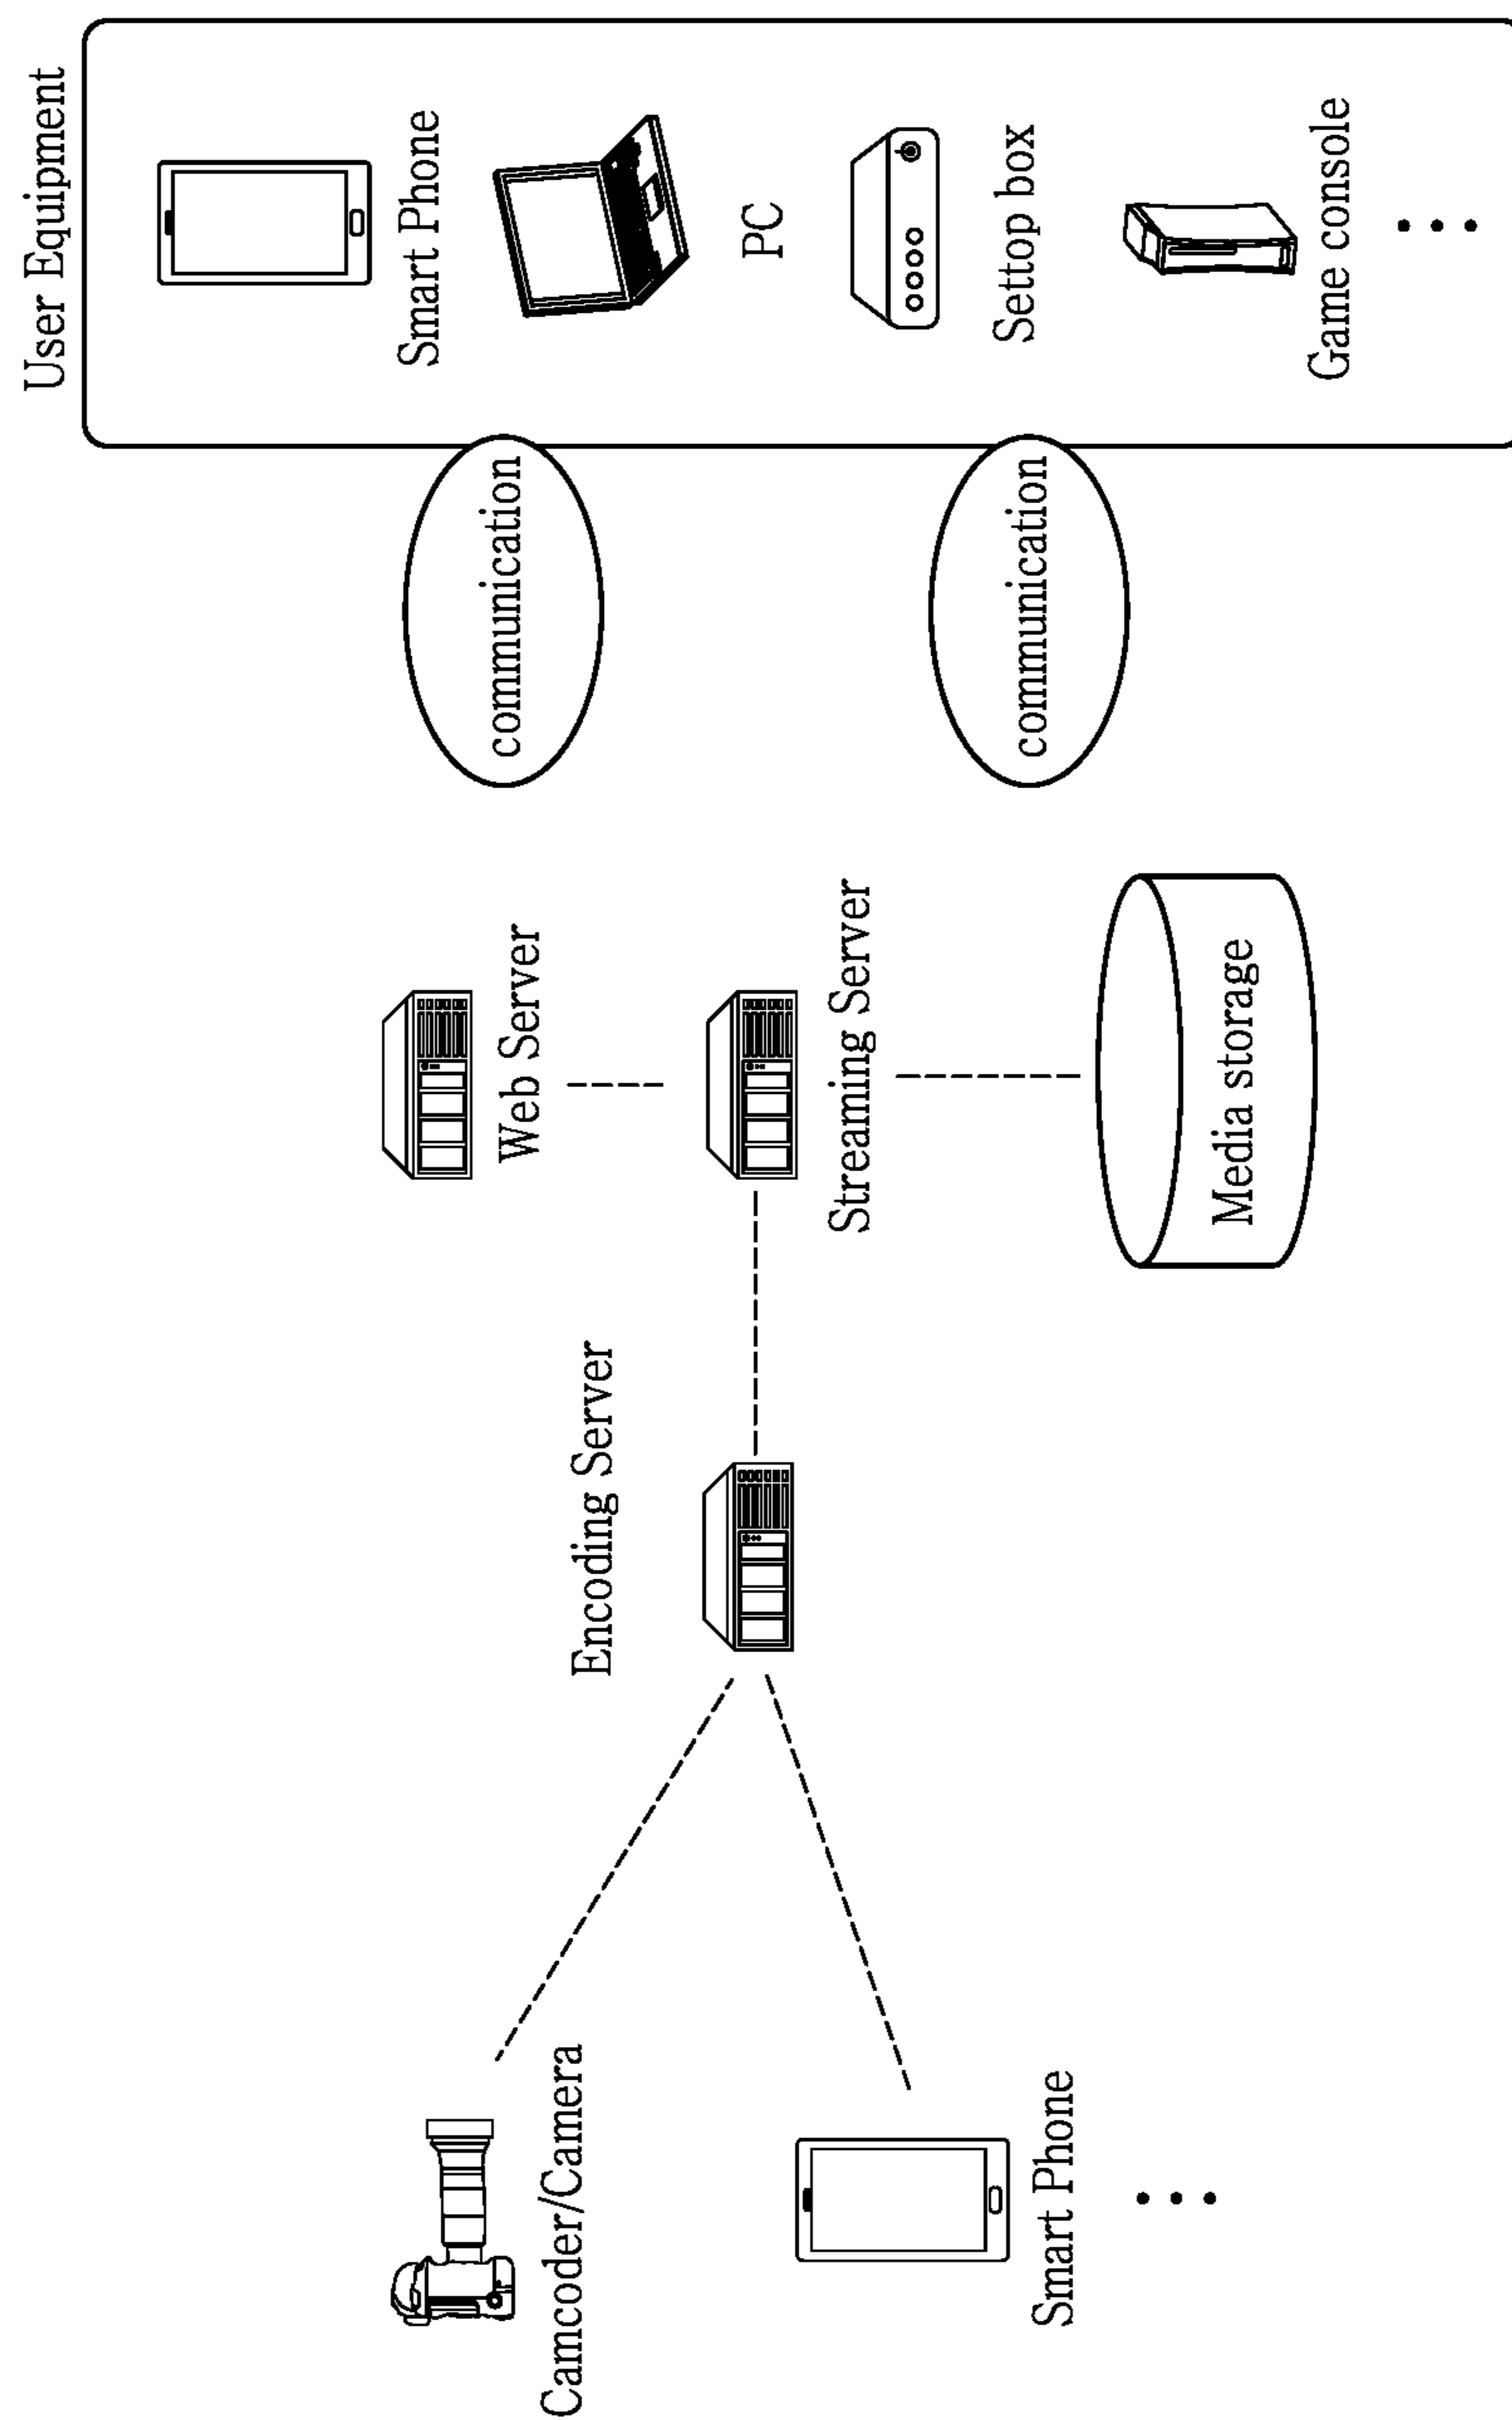 Camcoder/Camera
Smart Phone
Encoding Server
Web Server
Streaming Server
Media storage
communication
communication
User Equipment
Smart Phone
PC
Settop box
Game console